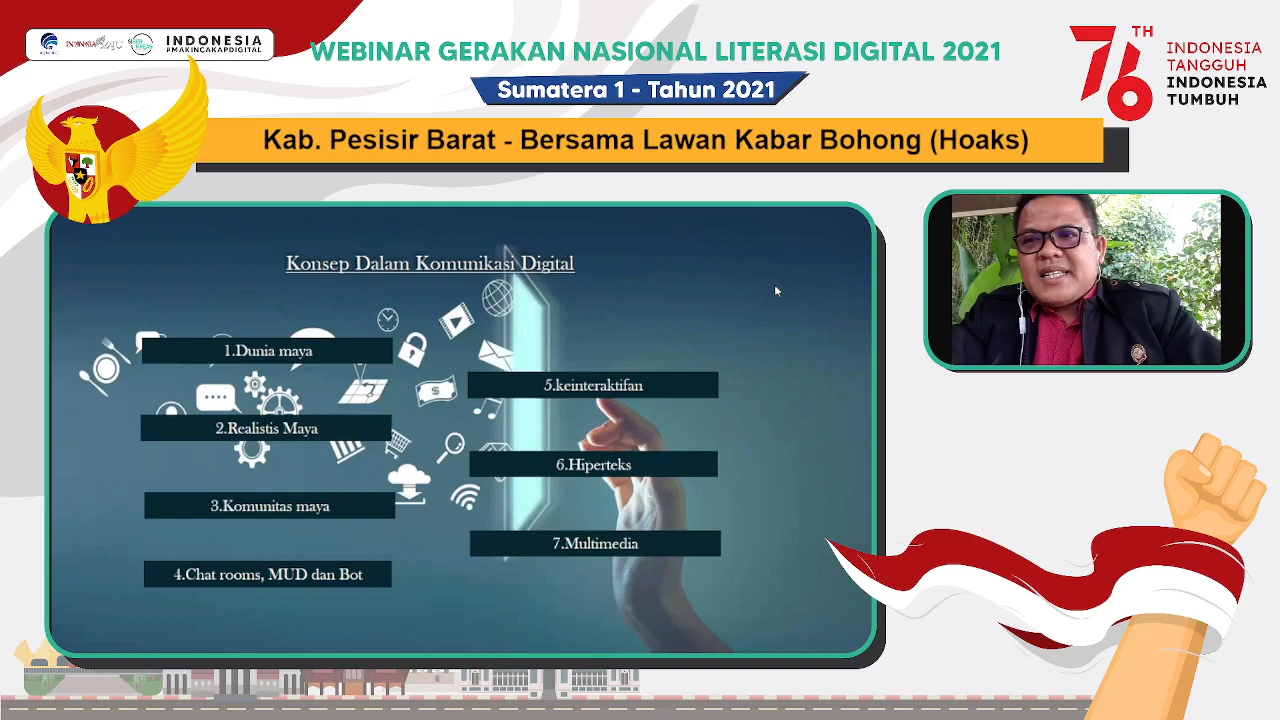 INDONESIA
#MAKINCAKAPDIGITAL
WEBINAR GERAKAN NASIONAL LITERASI DIGITAL 2021
Sumatera 1 - Tahun 2021
76 TH
INDONESIA
TANGGUH
INDONESIA
TUMBUH
Kab. Pesisir Barat - Bersama Lawan Kabar Bohong (Hoaks)
Konsep Dalam Komunikasi Digital
1.Dunia maya
2.Realistis Maya
3.Komunitas maya
4.Chat rooms, MUD dan Bot
5.keinteraktifan
6.Hiperteks
7.Multimedia